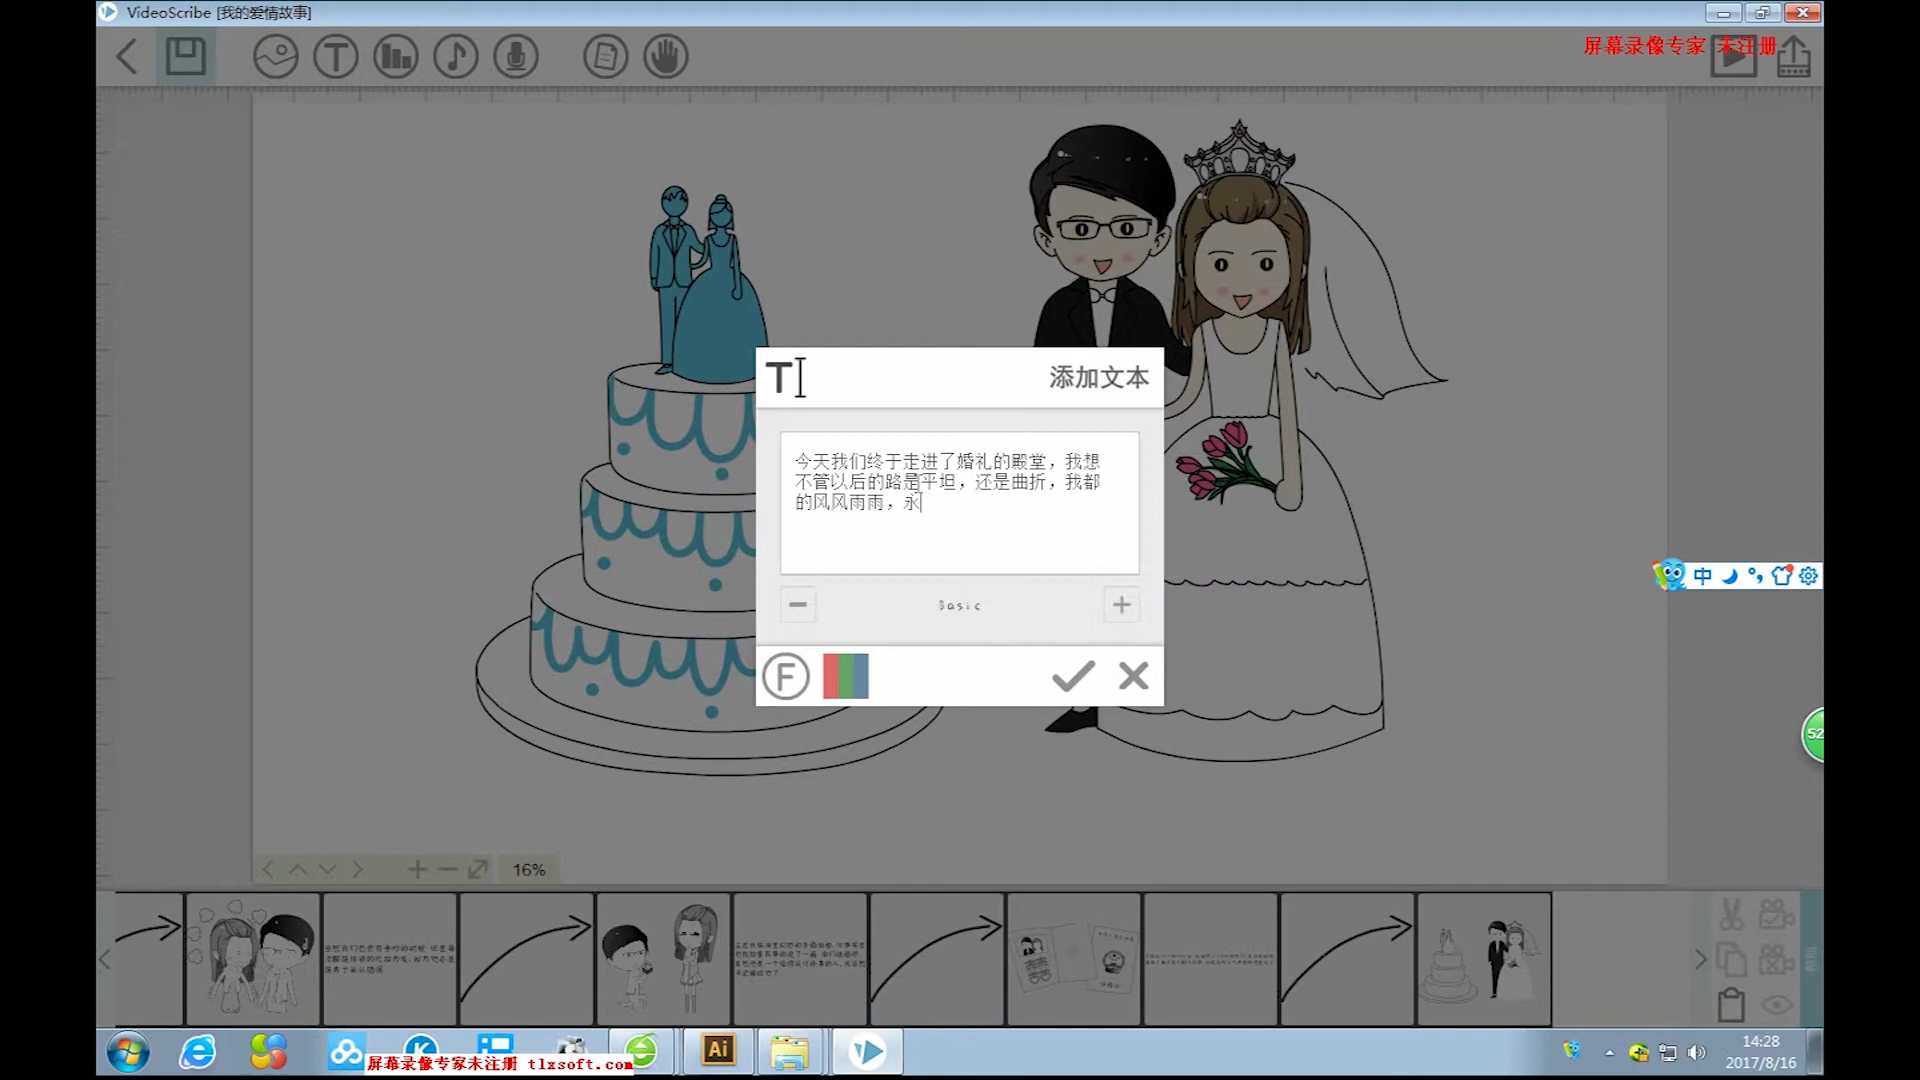 VideoScribe [我的爱情故事]
屏幕录像专家 未注册
添加文本
今天我们终于走进了婚礼的殿堂，我想
不管以后的路是平坦，还是曲折，我都
的风风雨雨，永
Basic
F
中
52
16%
Ai
屏幕录像专家未注册 tlxsoft.com
14:28
2017/8/16